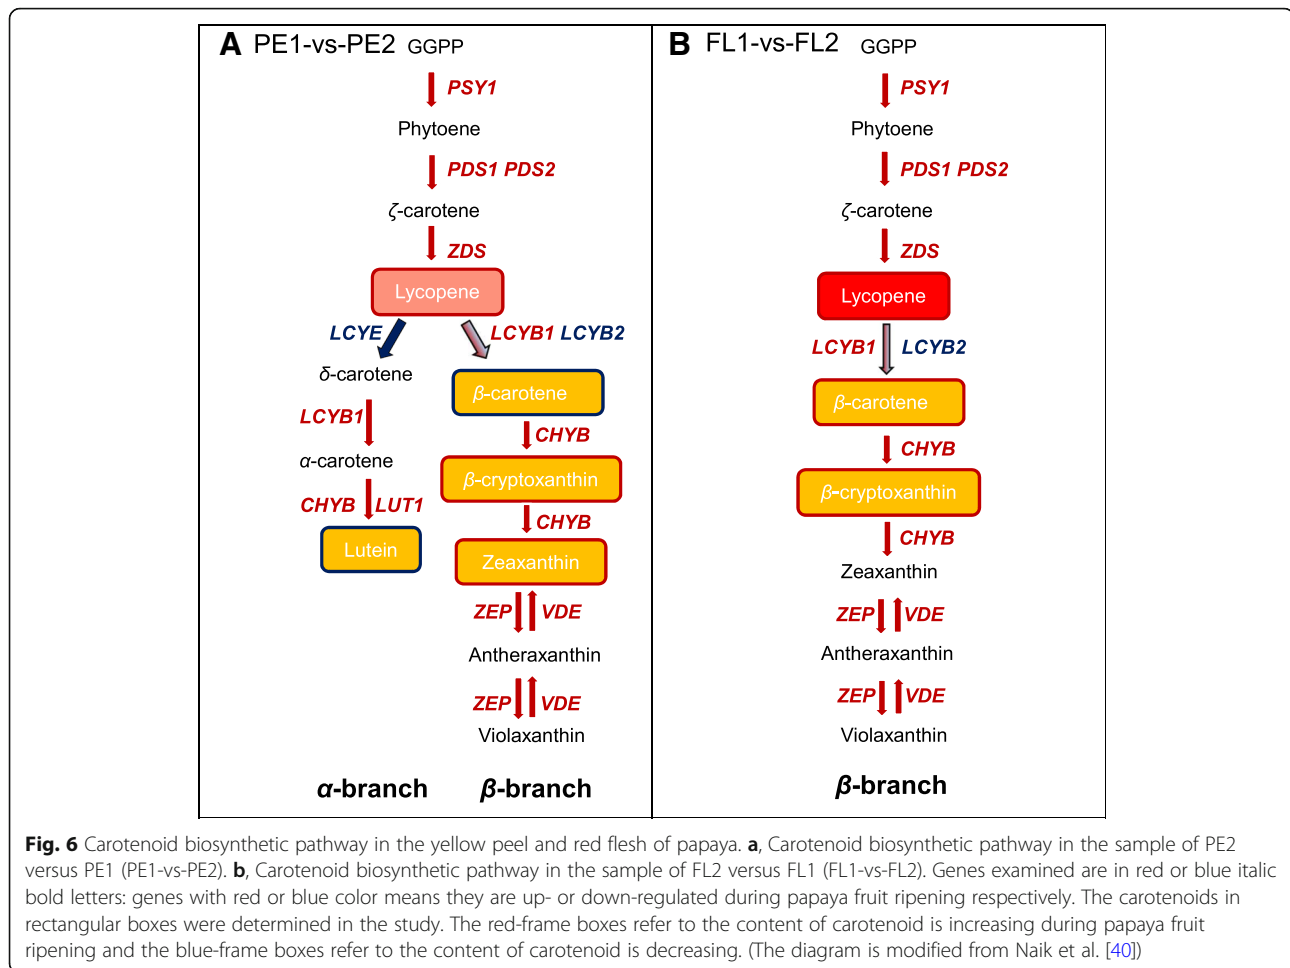 A PE1-vs-PE2 GGPP
PSY1
Phytoene
PDS1 PDS2
ζ-carotene
ZDS
Lycopene
LCYE
LCYB1 LCYB2
δ-carotene
β-carotene
LCYB1
CHYB
α-carotene
β-cryptoxanthin
CHYB LUT1
CHYB
Lutein
Zeaxanthin
ZEP VDE
Antheraxanthin
ZEP VDE
Violaxanthin
α-branch β-branch
B FL1-vs-FL2 GGPP
PSY1
Phytoene
PDS1 PDS2
ζ-carotene
ZDS
Lycopene
LCYB1 LCYB2
β-carotene
CHYB
β-cryptoxanthin
CHYB
Zeaxanthin
ZEP VDE
Antheraxanthin
ZEP VDE
Violaxanthin
β-branch
Fig. 6 Carotenoid biosynthetic pathway in the yellow peel and red flesh of papaya. a, Carotenoid biosynthetic pathway in the sample of PE2
versus PE1 (PE1-vs-PE2). b, Carotenoid biosynthetic pathway in the sample of FL2 versus FL1 (FL1-vs-FL2). Genes examined are in red or blue italic
bold letters: genes with red or blue color means they are up- or down-regulated during papaya fruit ripening respectively. The carotenoids in
rectangular boxes were determined in the study. The red-frame boxes refer to the content of carotenoid is increasing during papaya fruit
ripening and the blue-frame boxes refer to the content of carotenoid is decreasing. (The diagram is modified from Naik et al. [40])